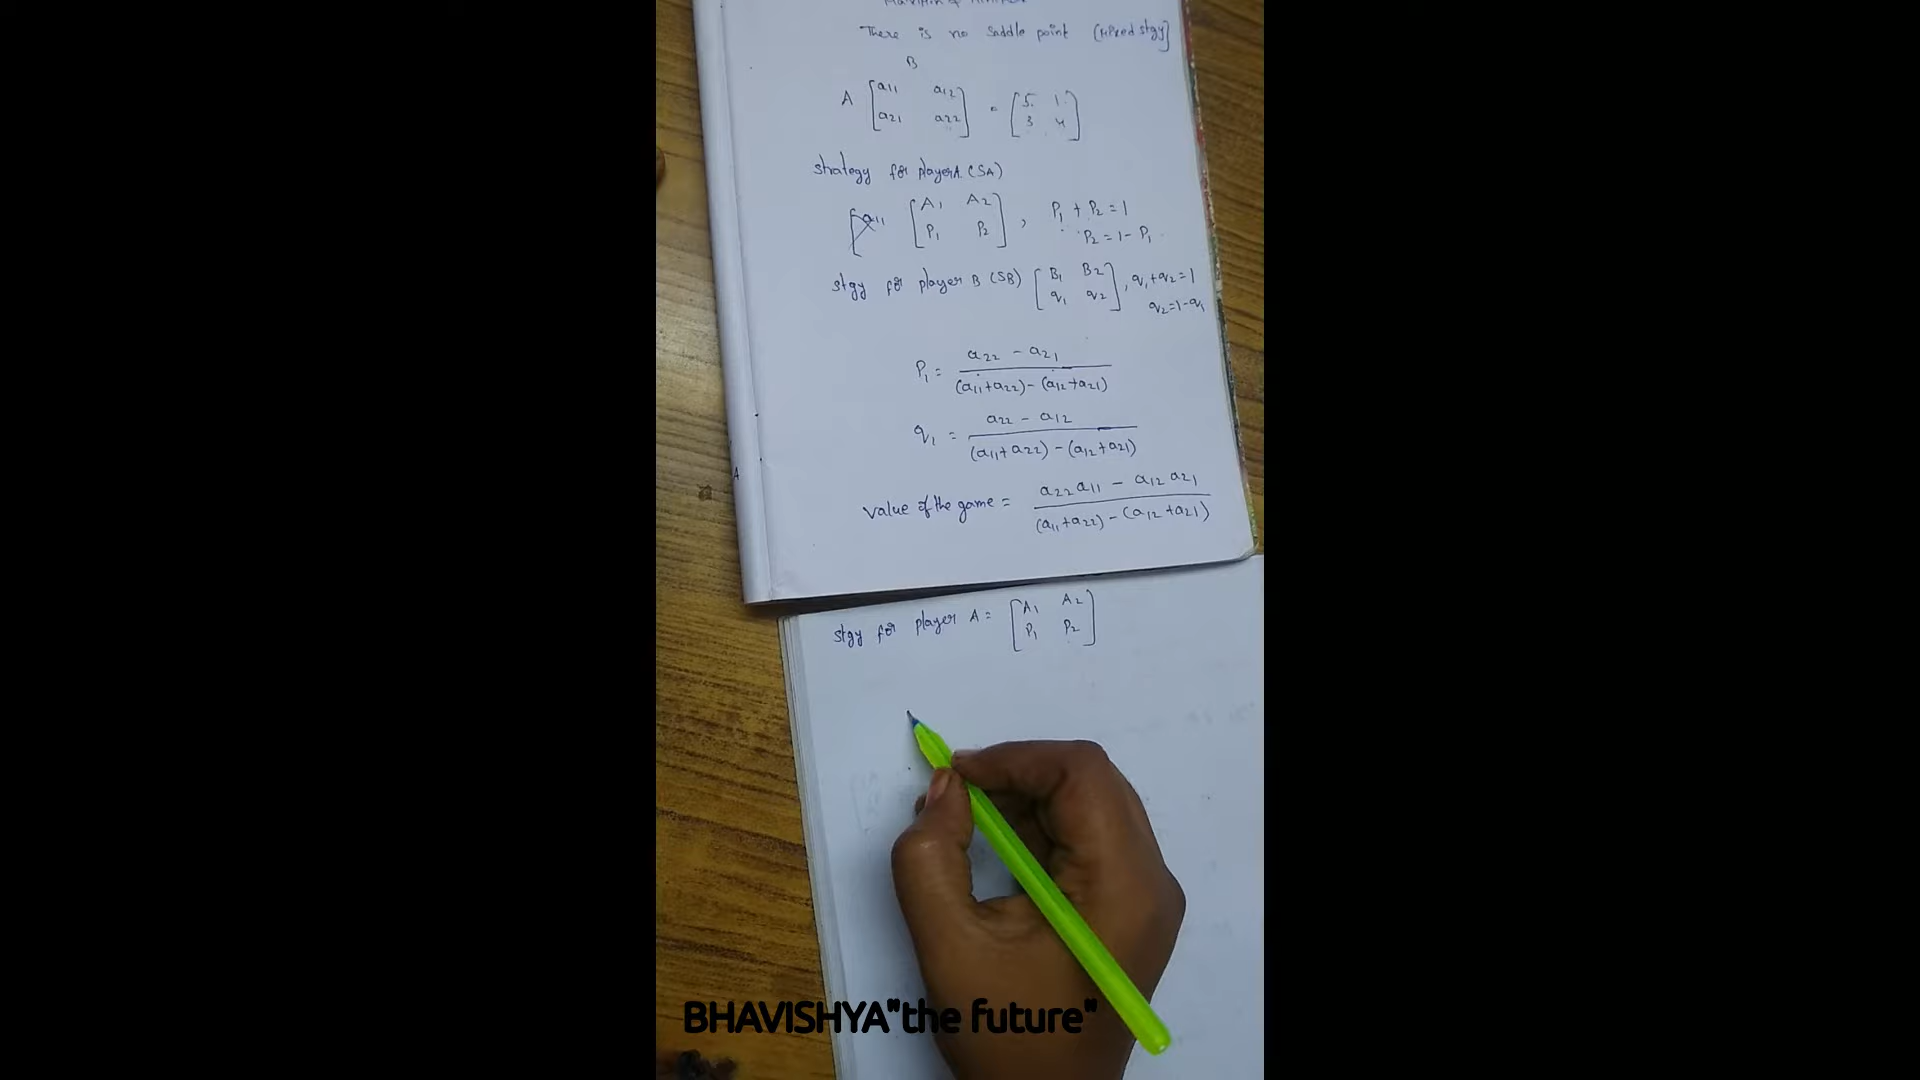 There is no saddle point (Mixed stgy]
B
A [a11 a12 a21 a22] = [5 1 3 4]
strategy for player A (SA)
a11 [A1 A2 P1 P2], P1 + P2 = 1
P2 = 1 - P1
stgy for player B (SB) [B1 B2 q1 q2], q1 + q2 = 1
q2 = 1 - q1
P1 = a22 - a21 / (a11 + a22) - (a12 + a21)
q1 = a22 - a12 / (a11 + a22) - (a12 + a21)
Value of the game = a22 a11 - a12 a21 / (a11 + a22) - (a12 + a21)
stgy for player A = [A1 A2 P1 P2]
BHAVISHYA"the future"